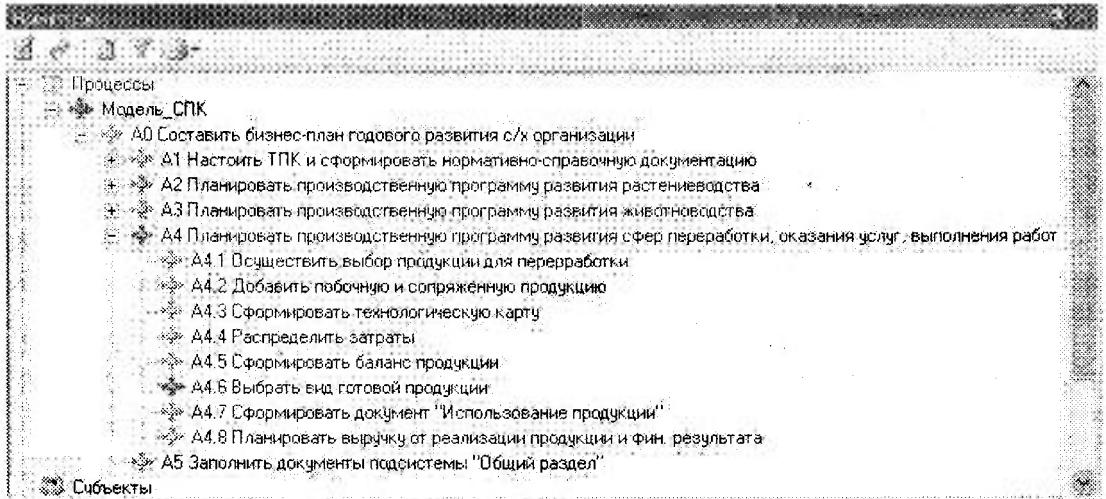 Процессы
Модель_СПК
А0 Составить бизнес-план годового развития с/х организации
А1 Настоить ТПК и сформировать нормативно-справочную документацию
А2 Планировать производственную программу развития растениеводства
А3 Планировать производственную программу развития животноводства
А4 Планировать производственную программу развития сфер переработки, оказания услуг, выполнения работ
А4.1 Осуществить выбор продукции для переработки
А4.2 Добавить побочную и сопряженную продукцию
А4.3 Сформировать технологическую карту
А4.4 Распределить затраты
А4.5 Сформировать баланс продукции
А4.6 Выбрать вид готовой продукции
А4.7 Сформировать документ "Использование продукции"
А4.8 Планировать выручку от реализации продукции и фин. результата
А5 Заполнить документы подсистемы "Общий раздел"
Субъекты